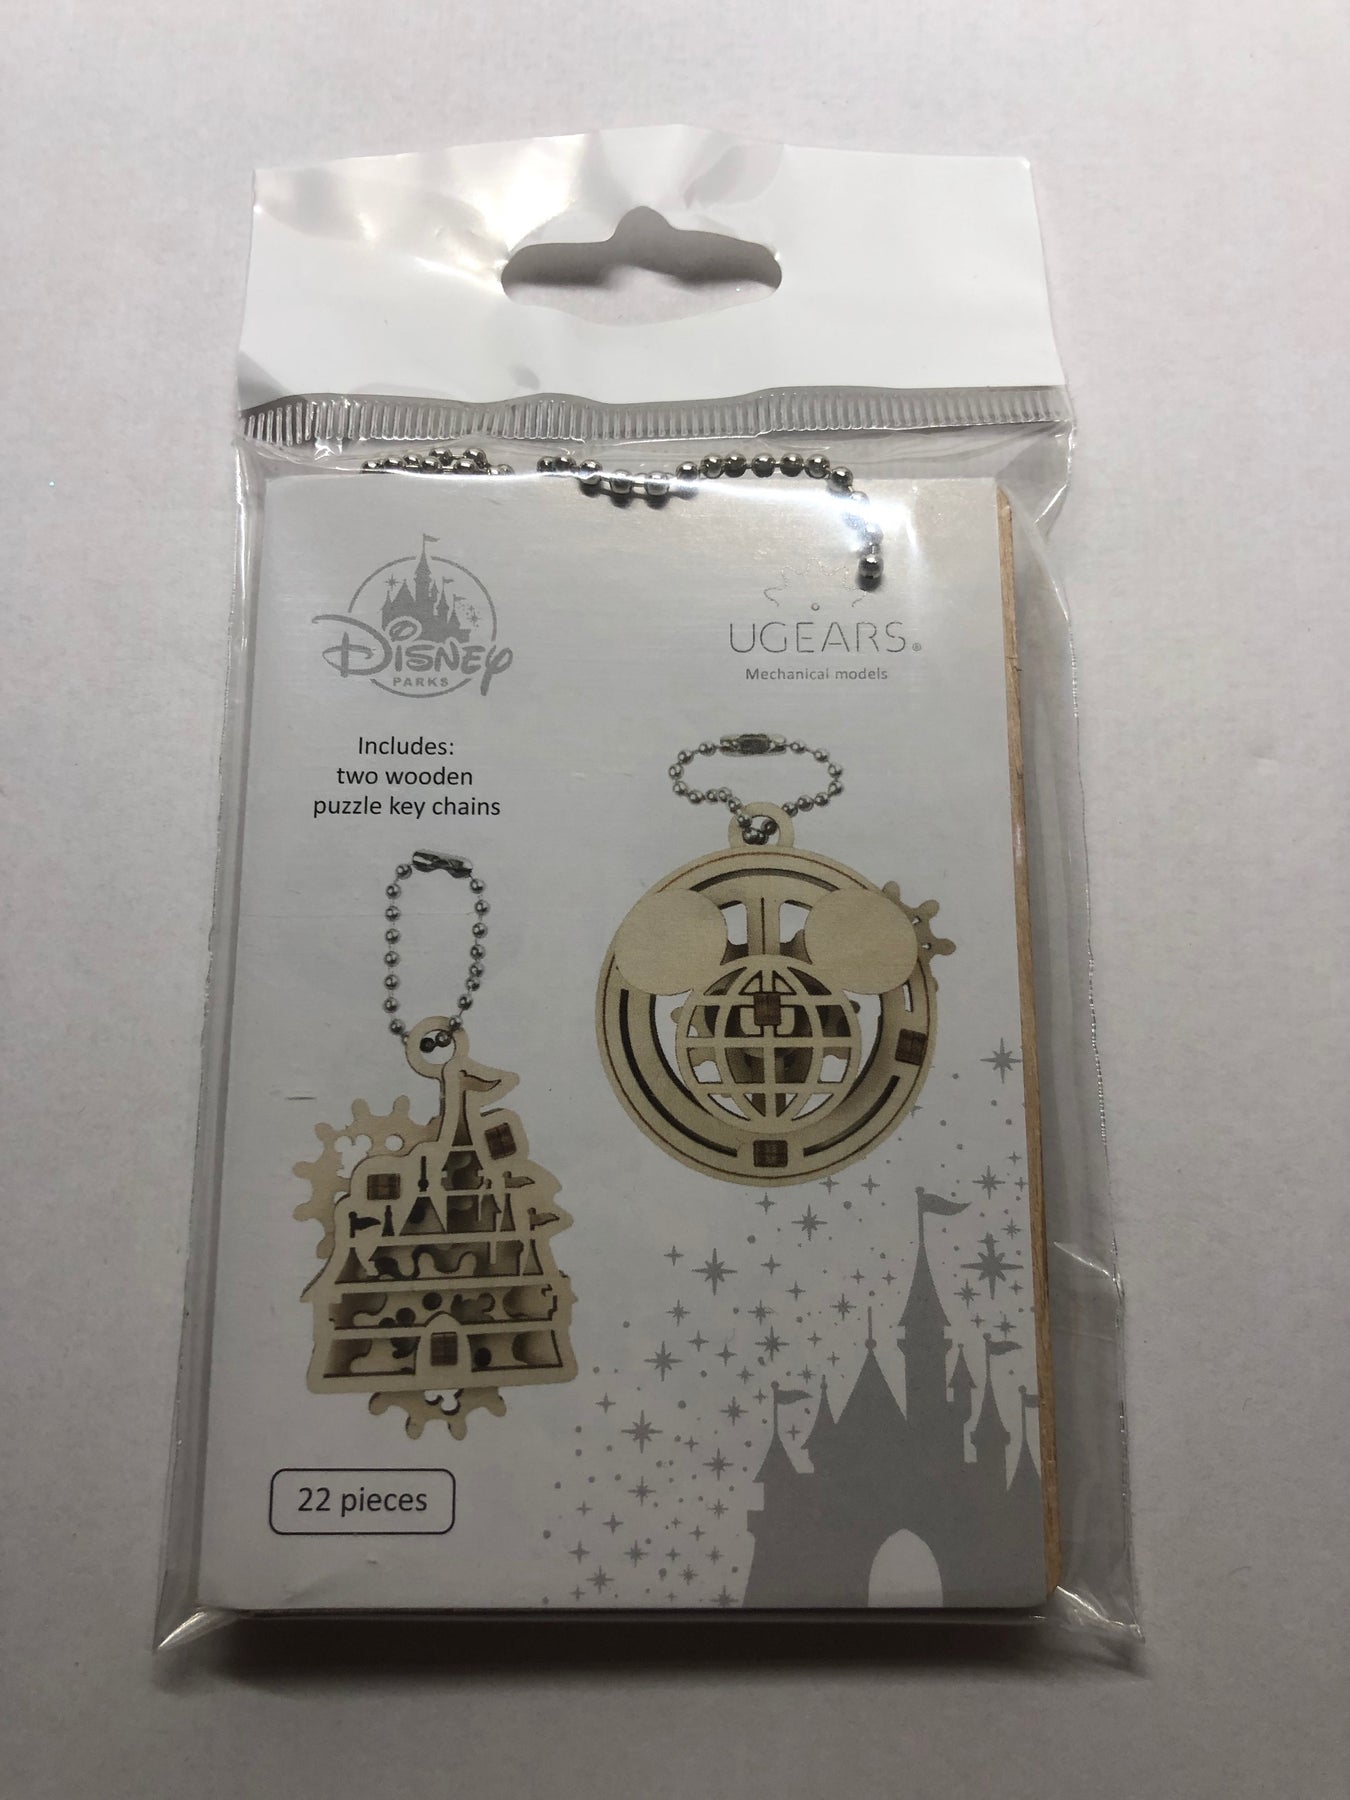 Disney
PARKS
UGEARS®
Mechanical models
Includes:
two wooden
puzzle key chains
22 pieces